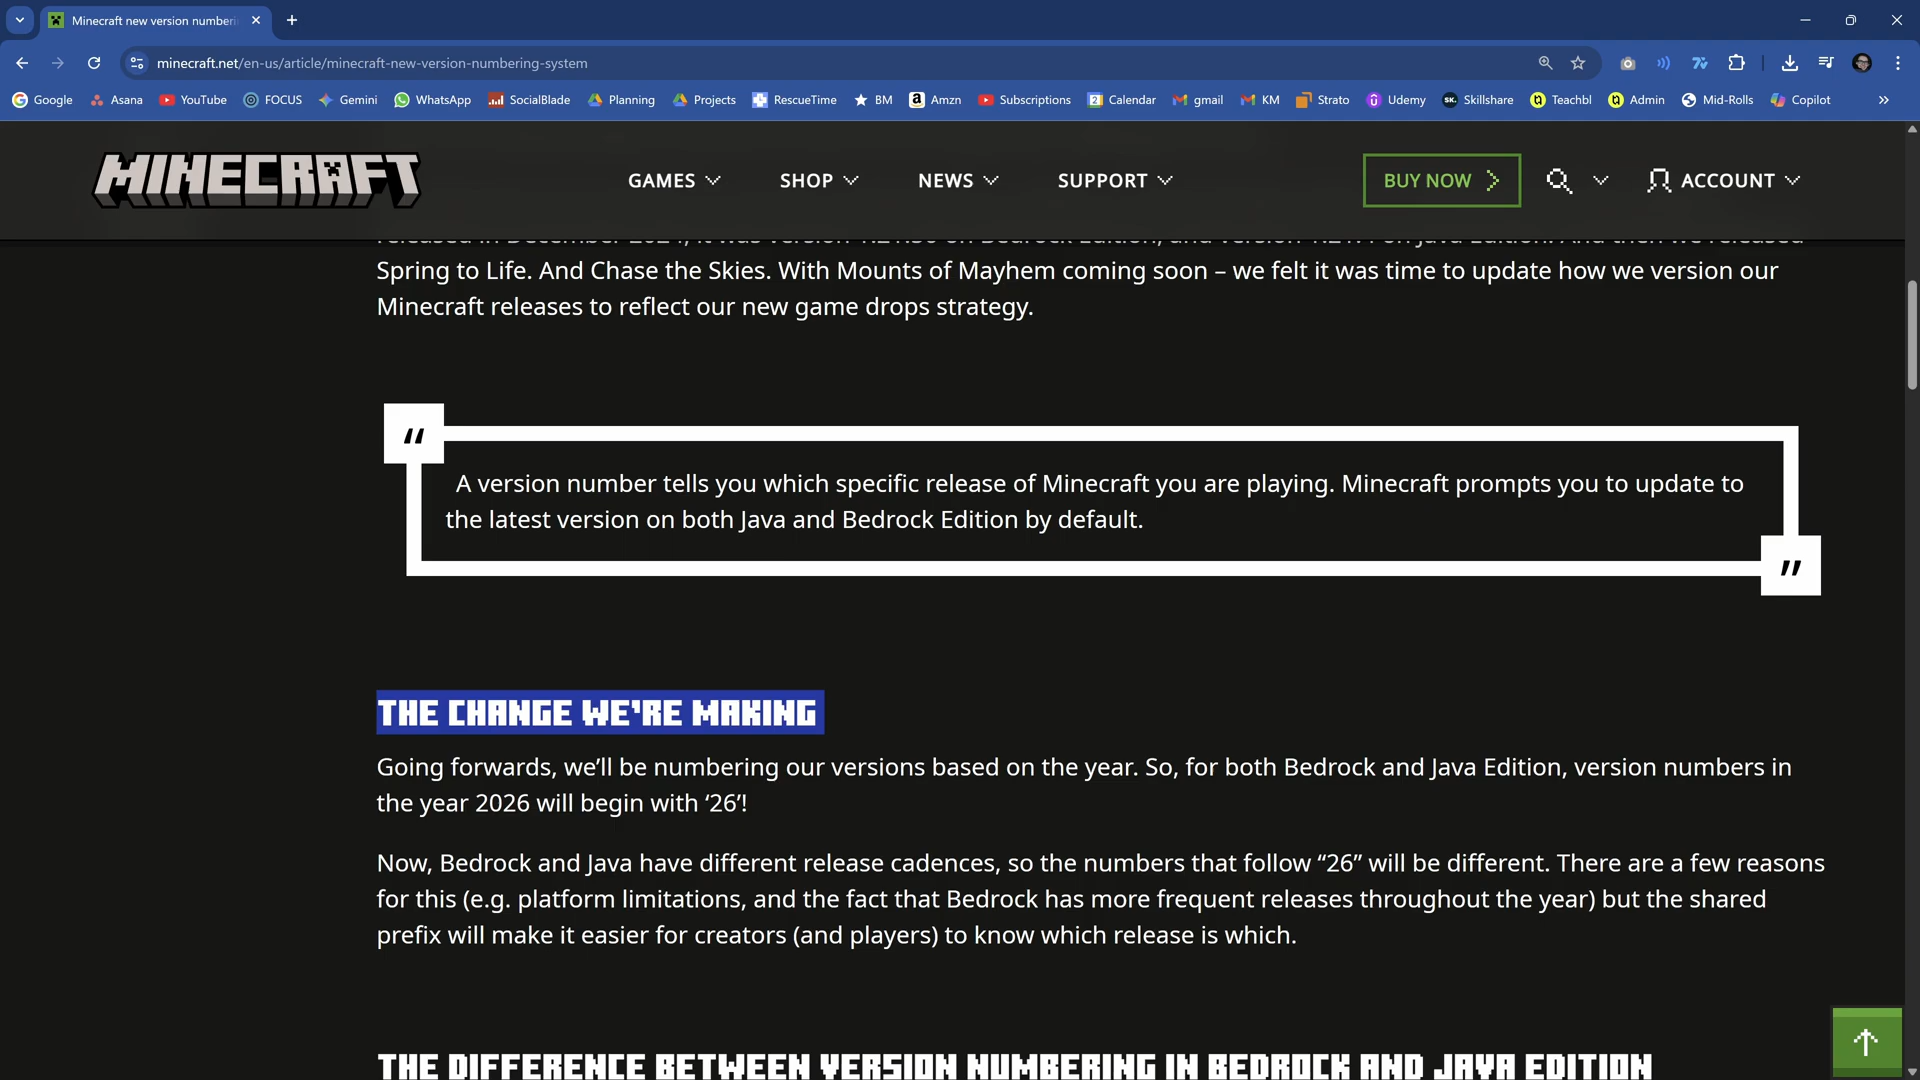 Minecraft new version numberi
minecraft.net/en-us/article/minecraft-new-version-numbering-system
Google Asana YouTube FOCUS Gemini WhatsApp SocialBlade Planning Projects RescueTime BM Amzn Subscriptions Calendar gmail KM Strato Udemy Skillshare Teachbl Admin Mid-Rolls Copilot
MINECRAFT GAMES SHOP NEWS SUPPORT BUY NOW ACCOUNT
Spring to Life. And Chase the Skies. With Mounts of Mayhem coming soon – we felt it was time to update how we version our
Minecraft releases to reflect our new game drops strategy.
“
A version number tells you which specific release of Minecraft you are playing. Minecraft prompts you to update to
the latest version on both Java and Bedrock Edition by default.
”
THE CHANGE WE'RE MAKING
Going forwards, we’ll be numbering our versions based on the year. So, for both Bedrock and Java Edition, version numbers in
the year 2026 will begin with ‘26’!
Now, Bedrock and Java have different release cadences, so the numbers that follow “26” will be different. There are a few reasons
for this (e.g. platform limitations, and the fact that Bedrock has more frequent releases throughout the year) but the shared
prefix will make it easier for creators (and players) to know which release is which.
THE DIFFERENCE BETWEEN VERSION NUMBERING IN BEDROCK AND JAVA EDITION